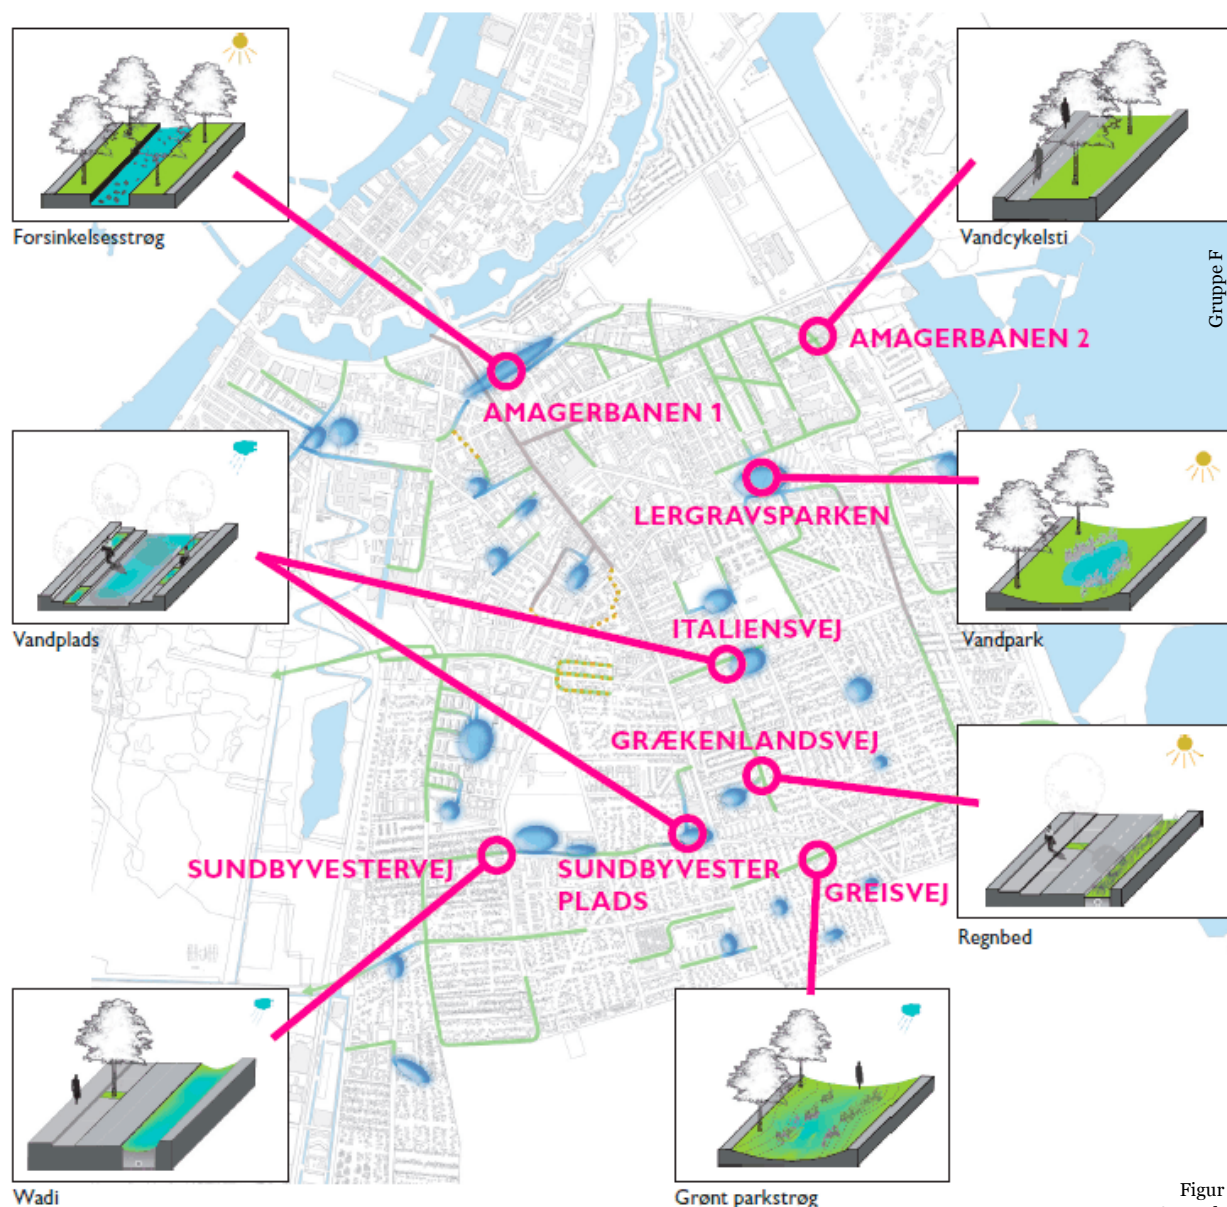 Forsinkelsesstrøg
Vandcykelsti
Gruppe F
AMAGERBANEN 2
AMAGERBANEN 1
LERGRAVSPARKEN
Vandplads
ITALIENSVEJ
Vandpark
GRÆKENLANDSVEJ
SUNDBYVESTERVEJ
SUNDBYVESTER
PLADS
GREISVEJ
Regnbed
Wadi
Grønt parkstrøg
Figur